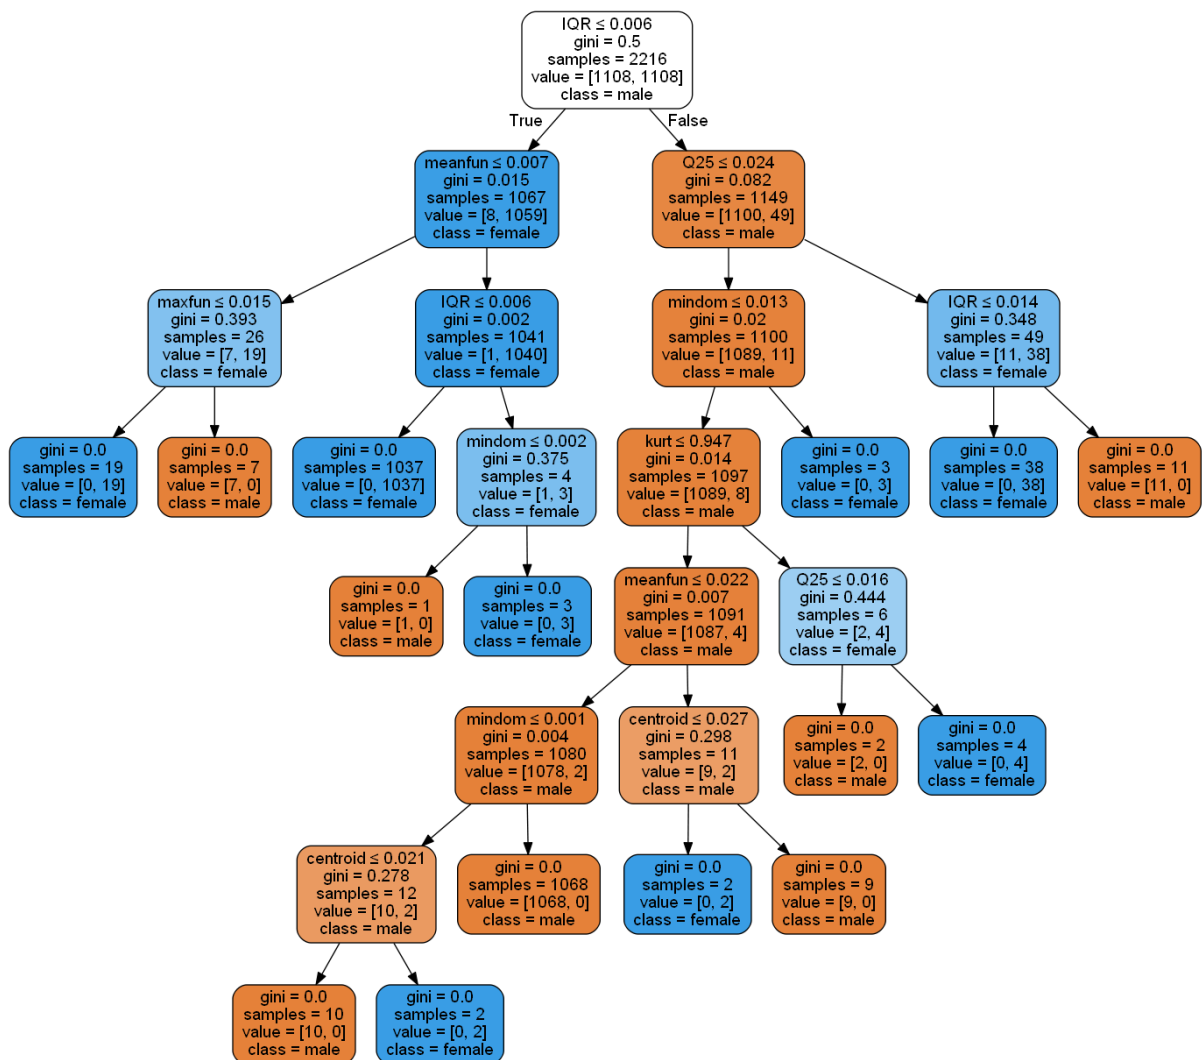 IQR ≤ 0.006
gini = 0.5
samples = 2216
value = [1108, 1108]
class = male
True
False
meanfun ≤ 0.007
gini = 0.015
samples = 1067
value = [8, 1059]
class = female
Q25 ≤ 0.024
gini = 0.082
samples = 1149
value = [1100, 49]
class = male
maxfun ≤ 0.015
gini = 0.393
samples = 26
value = [7, 19]
class = female
IQR ≤ 0.006
gini = 0.002
samples = 1041
value = [1, 1040]
class = female
mindom ≤ 0.013
gini = 0.02
samples = 1100
value = [1089, 11]
class = male
IQR ≤ 0.014
gini = 0.348
samples = 49
value = [11, 38]
class = female
gini = 0.0
samples = 19
value = [0, 19]
class = female
gini = 0.0
samples = 7
value = [7, 0]
class = male
gini = 0.0
samples = 1037
value = [0, 1037]
class = female
mindom ≤ 0.002
gini = 0.375
samples = 4
value = [1, 3]
class = female
kurt ≤ 0.947
gini = 0.014
samples = 1097
value = [1089, 8]
class = male
gini = 0.0
samples = 3
value = [0, 3]
class = female
gini = 0.0
samples = 38
value = [0, 38]
class = female
gini = 0.0
samples = 11
value = [11, 0]
class = male
gini = 0.0
samples = 1
value = [1, 0]
class = male
gini = 0.0
samples = 3
value = [0, 3]
class = female
meanfun ≤ 0.022
gini = 0.007
samples = 1091
value = [1087, 4]
class = male
Q25 ≤ 0.016
gini = 0.444
samples = 6
value = [2, 4]
class = female
mindom ≤ 0.001
gini = 0.004
samples = 1080
value = [1078, 2]
class = male
centroid ≤ 0.027
gini = 0.298
samples = 11
value = [9, 2]
class = male
gini = 0.0
samples = 2
value = [2, 0]
class = male
gini = 0.0
samples = 4
value = [0, 4]
class = female
centroid ≤ 0.021
gini = 0.278
samples = 12
value = [10, 2]
class = male
gini = 0.0
samples = 1068
value = [1068, 0]
class = male
gini = 0.0
samples = 2
value = [0, 2]
class = female
gini = 0.0
samples = 9
value = [9, 0]
class = male
gini = 0.0
samples = 10
value = [10, 0]
class = male
gini = 0.0
samples = 2
value = [0, 2]
class = female